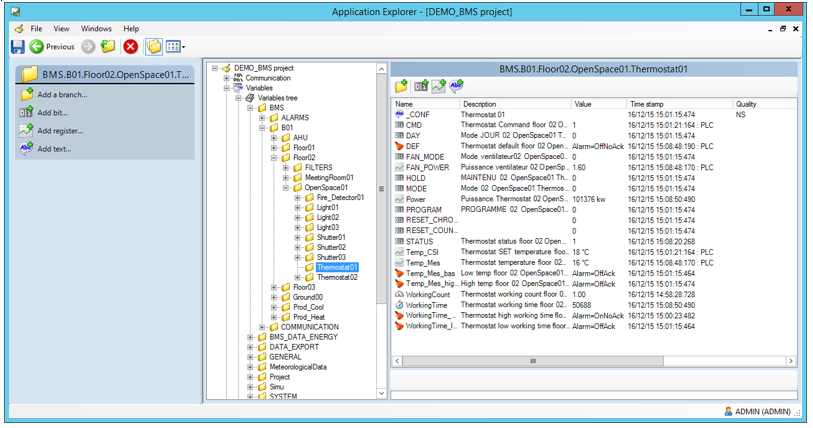 Application Explorer - [DEMO_BMS project]
File View Windows Help
Previous
BMS.B01.Floor02.OpenSpace01.T...
Add a branch...
Add bit...
Add register...
Add text...
DEMO_BMS project
Communication
Variables
Variables tree
BMS
ALARMS
B01
AHU
Floor01
Floor02
FILTERS
MeetingRoom01
OpenSpace01
Fire_Detector01
Light01
Light02
Light03
Shutter01
Shutter02
Shutter03
Thermostat01
Thermostat02
Floor03
Ground00
Prod_Cool
Prod_Heat
COMMUNICATION
BMS_DATA_ENERGY
DATA_EXPORT
GENERAL
MeteorologicalData
Project
Simu
SYSTEM
BMS.B01.Floor02.OpenSpace01.Thermostat01
Name Description Value Time stamp Quality
_CONF Thermostat 01 16/12/15 15:01:15:474 NS
CMD Thermostat Command floor 02 O... 1 16/12/15 15:01:21:164 : PLC
DAY Mode JOUR 02 OpenSpace01 T... 0 16/12/15 15:01:15:474
DEF Thermostat default floor 02 Open... Alarm=OffNoAck 16/12/15 15:08:48:190 : PLC
FAN_MODE Mode ventilateur02 OpenSpace0... 0 16/12/15 15:01:15:474
FAN_POWER Puissance ventilateur 02 OpenSp... 1.60 16/12/15 15:08:48:170 : PLC
HOLD MAINTENU 02 OpenSpace01 Th... 0 16/12/15 15:01:15:474
MODE Mode 02 OpenSpace01 Thermos... 0 16/12/15 15:01:15:474
Power Puissance Thermostat 02 OpenS... 101376 kw 16/12/15 15:08:50:490
PROGRAM PROGRAMME 02 OpenSpace01... 0 16/12/15 15:01:15:474
RESET_CHRO... 0 16/12/15 15:01:15:474
RESET_COUN... 0 16/12/15 15:01:15:474
STATUS Thermostat status floor 02 Open... 1 16/12/15 15:08:20:268
Temp_CSI Thermostat SET temperature floo... 18 °C 16/12/15 15:01:21:164 : PLC
Temp_Mes Thermostat temperature floor 02... 16 °C 16/12/15 15:08:48:170 : PLC
Temp_Mes_bas Low temp floor 02 OpenSpace01... Alarm=OffAck 16/12/15 15:01:15:464
Temp_Mes_hig... High temp floor 02 OpenSpace01... Alarm=OffAck 16/12/15 15:01:15:474
WorkingCount Thermostat working count floor 0... 1.00 16/12/15 14:58:28:728
WorkingTime Thermostat working time floor 02... 50688 16/12/15 15:08:50:490
WorkingTime_... Thermostat high working time flo... Alarm=OnNoAck 16/12/15 15:00:23:482
WorkingTime_l... Thermostat low working time floor... Alarm=OffAck 16/12/15 15:01:15:464
ADMIN (ADMIN)